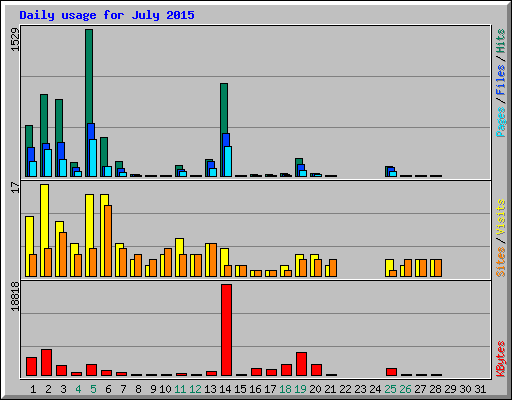 Daily usage for July 2015
1529
Pages / Files / Hits
17
Sites / Visits
18818
KBytes
1 2 3 4 5 6 7 8 9 10 11 12 13 14 15 16 17 18 19 20 21 22 23 24 25 26 27 28 29 30 31